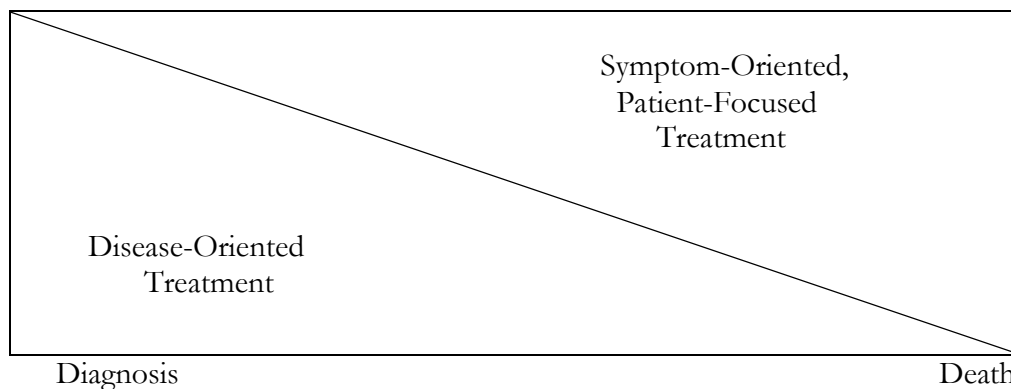 Symptom-Oriented,
Patient-Focused
Treatment
Disease-Oriented
Treatment
Diagnosis
Death